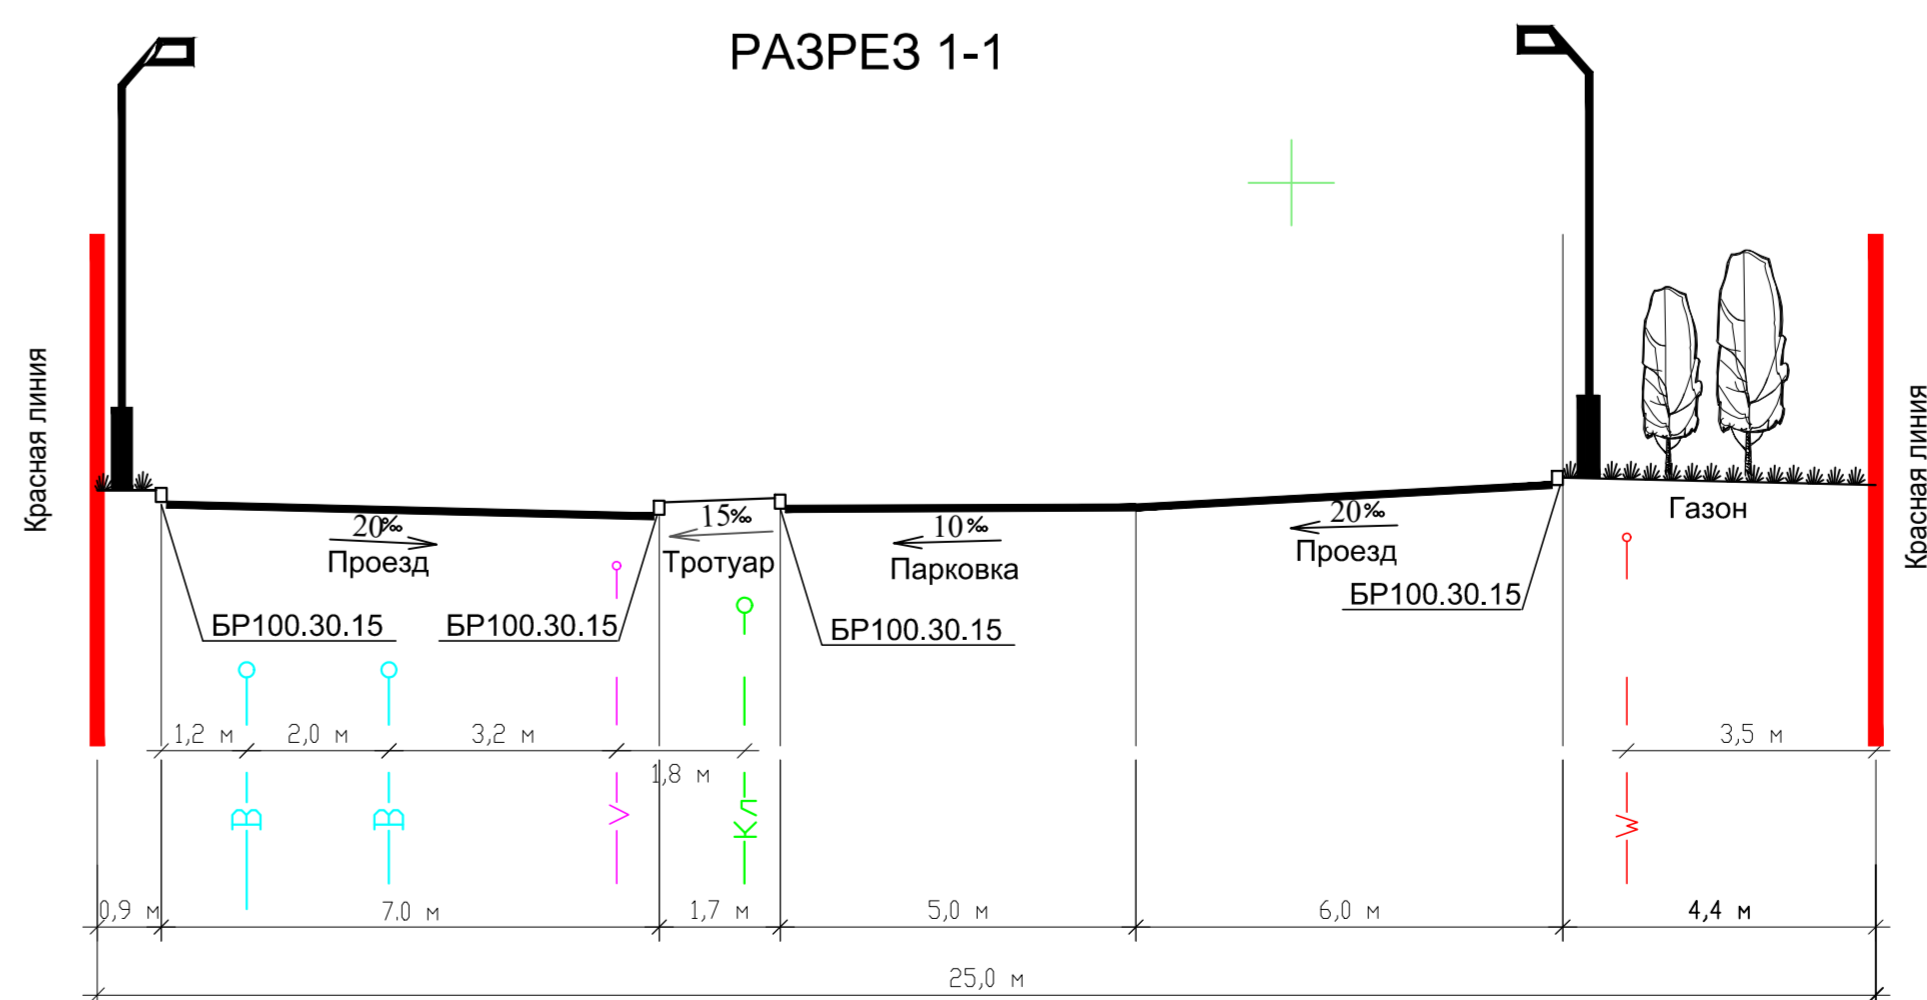 РАЗРЕЗ 1-1
Красная линия
Красная линия
20‰
15‰
10‰
20‰
Газон
Проезд
Тротуар
Парковка
Проезд
БР100.30.15
БР100.30.15
БР100.30.15
БР100.30.15
1,2 м
2,0 м
3,2 м
1,8 м
3,5 м
В
В
V
Кл
W
0,9 м
7.0 м
1,7 м
5,0 м
6,0 м
4,4 м
25,0 м